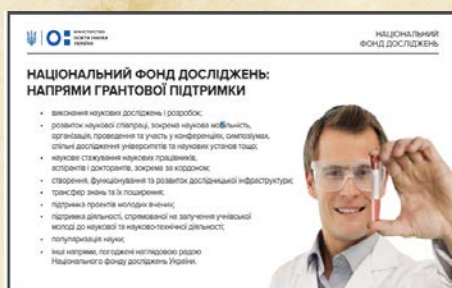 МІНІСТЕРСТВО
ОСВІТИ І НАУКИ
УКРАЇНИ
НАЦІОНАЛЬНИЙ
ФОНД ДОСЛІДЖЕНЬ
НАЦІОНАЛЬНИЙ ФОНД ДОСЛІДЖЕНЬ:
НАПРЯМИ ГРАНТОВОЇ ПІДТРИМКИ
• виконання наукових досліджень і розробок;
• розвиток наукової співпраці, зокрема наукова мобільність,
організація, проведення та участь у конференціях, симпозіумах,
спільні дослідження університетів та наукових установ тощо;
• наукове стажування наукових працівників,
аспірантів і докторантів, зокрема за кордоном;
• створення, функціонування та розвиток дослідницької інфраструктури;
• трансфер знань та їх поширення;
• підтримка проектів молодих вчених;
• підтримка діяльності, спрямованої на залучення учнівської
молоді до наукової та науково-технічної діяльності;
• популяризація науки;
• інші напрями, погоджені наглядовою радою
Національного фонду досліджень України.